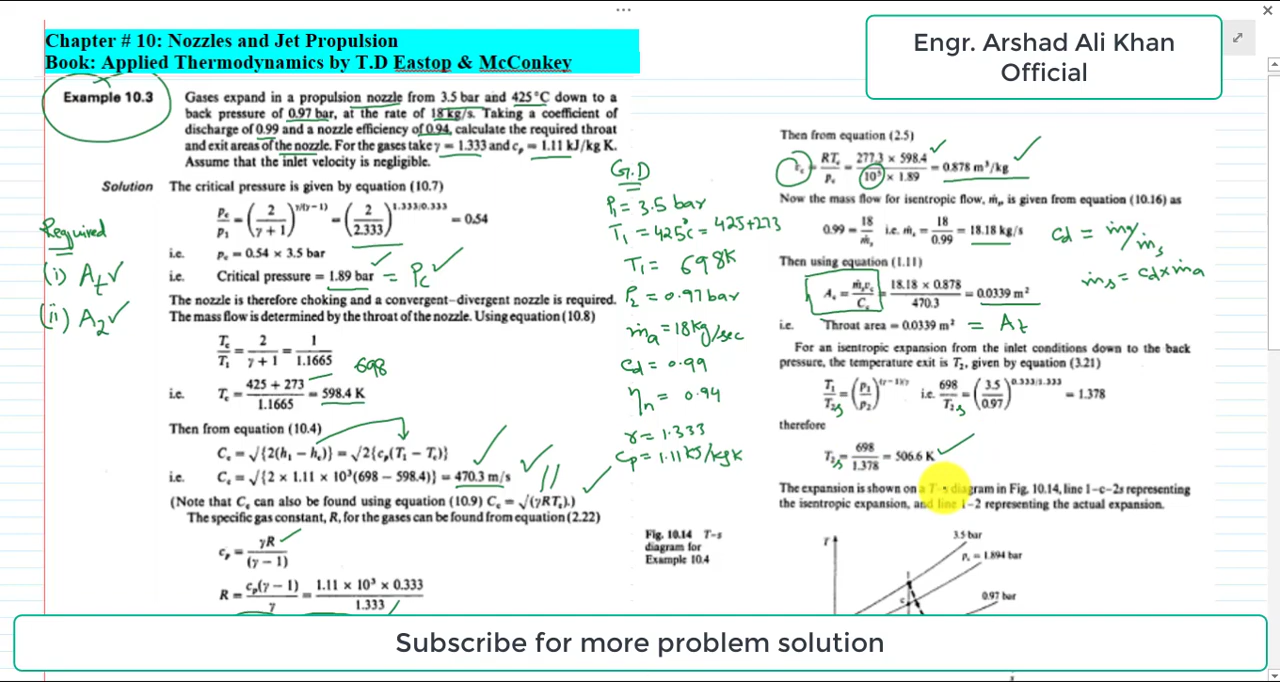 Chapter # 10: Nozzles and Jet Propulsion
Book: Applied Thermodynamics by T.D Eastop & McConkey
Engr. Arshad Ali Khan
Official
Example 10.3
Gases expand in a propulsion nozzle from 3.5 bar and 425 °C down to a
back pressure of 0.97 bar, at the rate of 18 kg/s. Taking a coefficient of
discharge of 0.99 and a nozzle efficiency of 0.94, calculate the required throat
and exit areas of the nozzle. For the gases take γ = 1.333 and cp = 1.11 kJ/kg K.
Assume that the inlet velocity is negligible.
Solution
The critical pressure is given by equation (10.7)
pc/p1 = (2/(γ + 1))^γ/(γ−1) = (2/2.333)^1.333/0.333 = 0.54
i.e. pc = 0.54 × 3.5 bar
i.e. Critical pressure = 1.89 bar = Pc
The nozzle is therefore choking and a convergent–divergent nozzle is required.
The mass flow is determined by the throat of the nozzle. Using equation (10.8)
Tc/T1 = 2/(γ + 1) = 1/1.1665
698
i.e. Tc = (425 + 273)/1.1665 = 598.4 K
Then from equation (10.4)
Cc = √{2(h1 − hc)} = √2{cp(T1 − Tc)}
i.e. Cc = √{2 × 1.11 × 10³(698 − 598.4)} = 470.3 m/s
(Note that Cc can also be found using equation (10.9) Cc = √(γRTc).)
The specific gas constant, R, for the gases can be found from equation (2.22)
cp = γR/(γ − 1)
R = cp(γ − 1)/γ = (1.11 × 10³ × 0.333)/1.333
Required
(i) At
(ii) A2
G.D
P1 = 3.5 bar
T1 = 425°C = 425+273
T1 = 698K
P2 = 0.97bar
ṁa = 18Kg/sec
Cd = 0.99
ηn = 0.94
γ = 1.333
Cp = 1.11KJ/KgK
Fig. 10.14 T–s
diagram for
Example 10.4
Then from equation (2.5)
vc = RTc/pc = (277.3 × 598.4)/(10⁵ × 1.89) = 0.878 m³/kg
Now the mass flow for isentropic flow, ṁs is given from equation (10.16) as
0.99 = 18/ṁs i.e. ṁs = 18/0.99 = 18.18 kg/s
Cd = ṁa/ṁs
Then using equation (1.11)
ṁs = Cd×ṁa
Ac = ṁsvc/Cc = (18.18 × 0.878)/470.3 = 0.0339 m²
i.e. Throat area = 0.0339 m² = At
For an isentropic expansion from the inlet conditions down to the back
pressure, the temperature exit is T2s given by equation (3.21)
T1/T2s = (p1/p2)^(γ−1)/γ i.e. 698/T2s = (3.5/0.97)^0.333/1.333 = 1.378
therefore
T2s = 698/1.378 = 506.6 K
The expansion is shown on a T–s diagram in Fig. 10.14, line 1–c–2s representing
the isentropic expansion, and line 1–2 representing the actual expansion.
T
3.5 bar
pc = 1.894 bar
0.97 bar
1
c
Subscribe for more problem solution